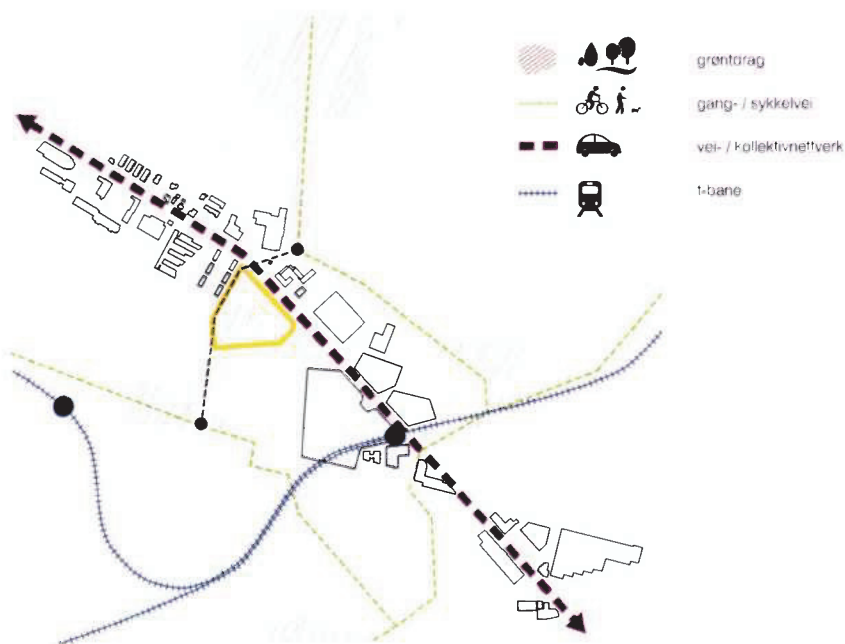 grøntdrag
gang- / sykkelvei
vei- / kollektivnettverk
t-bane